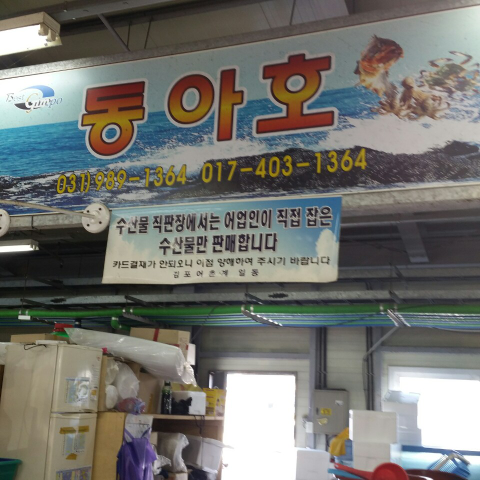 Best Gimpo
동아호
031)989-1364 017-403-1364
수산물 직판장에서는 어업인이 직접 잡은
수산물만 판매합니다
카드결재가 안되오니 이점 양해하여 주시기 바랍니다
김포어촌계 일동